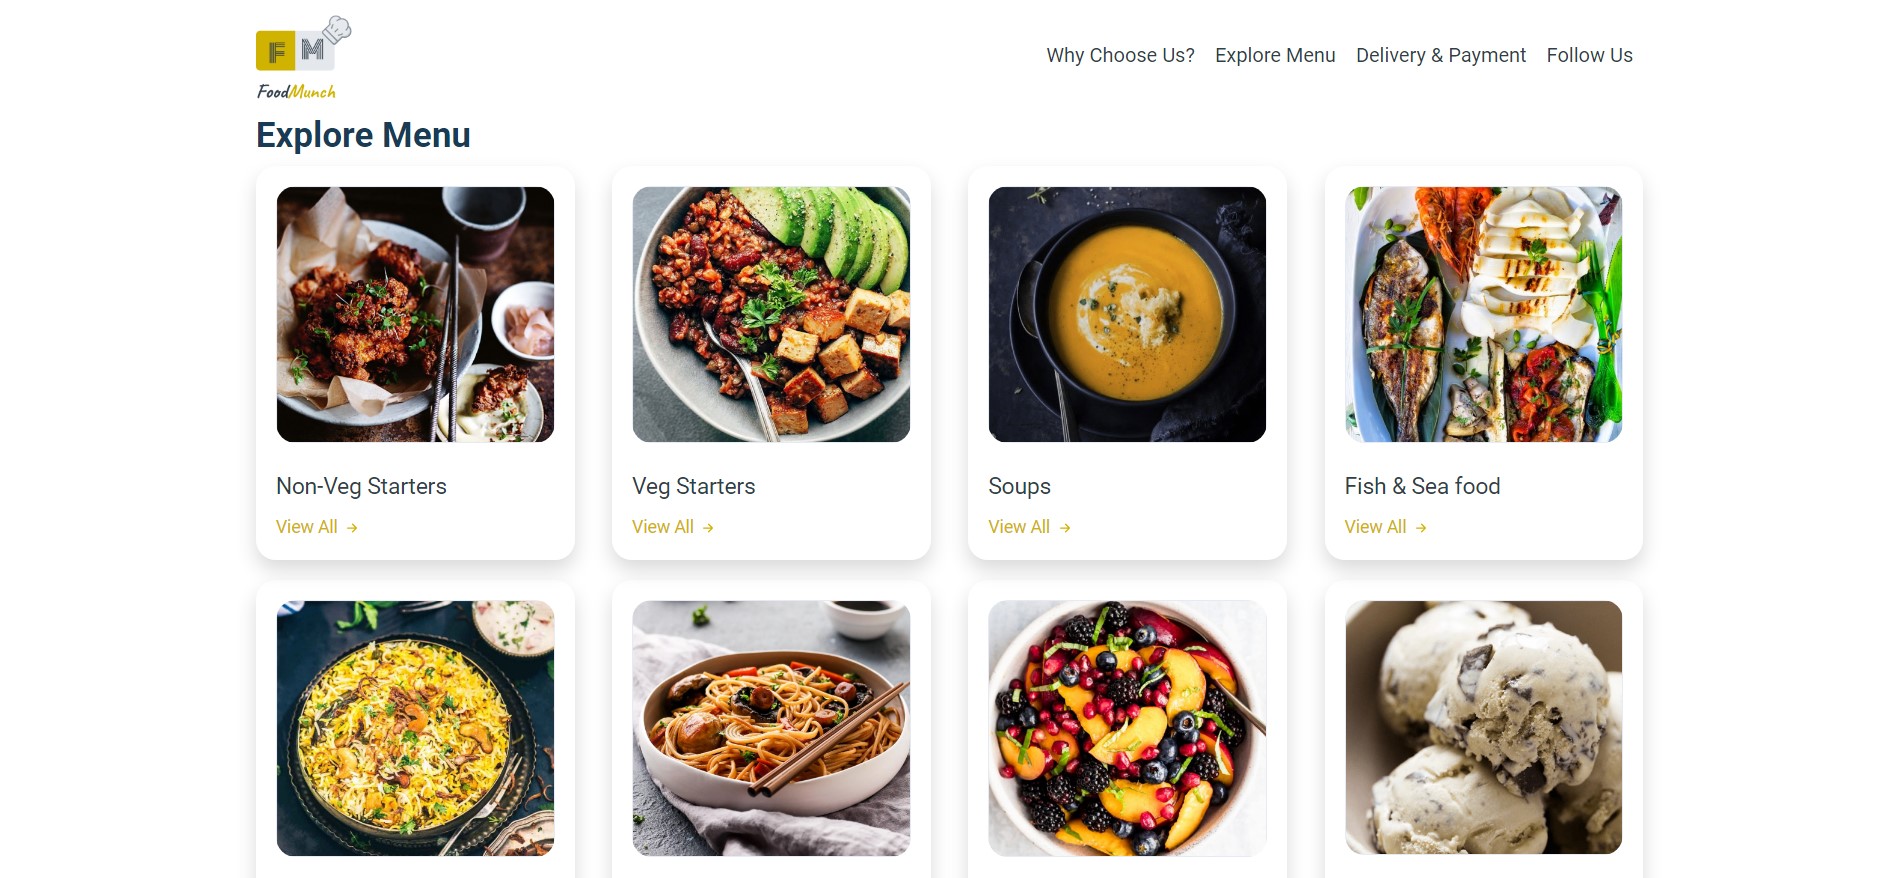 F M
FoodMunch
Why Choose Us? Explore Menu Delivery & Payment Follow Us
Explore Menu
Non-Veg Starters
View All →
Veg Starters
View All →
Soups
View All →
Fish & Sea food
View All →